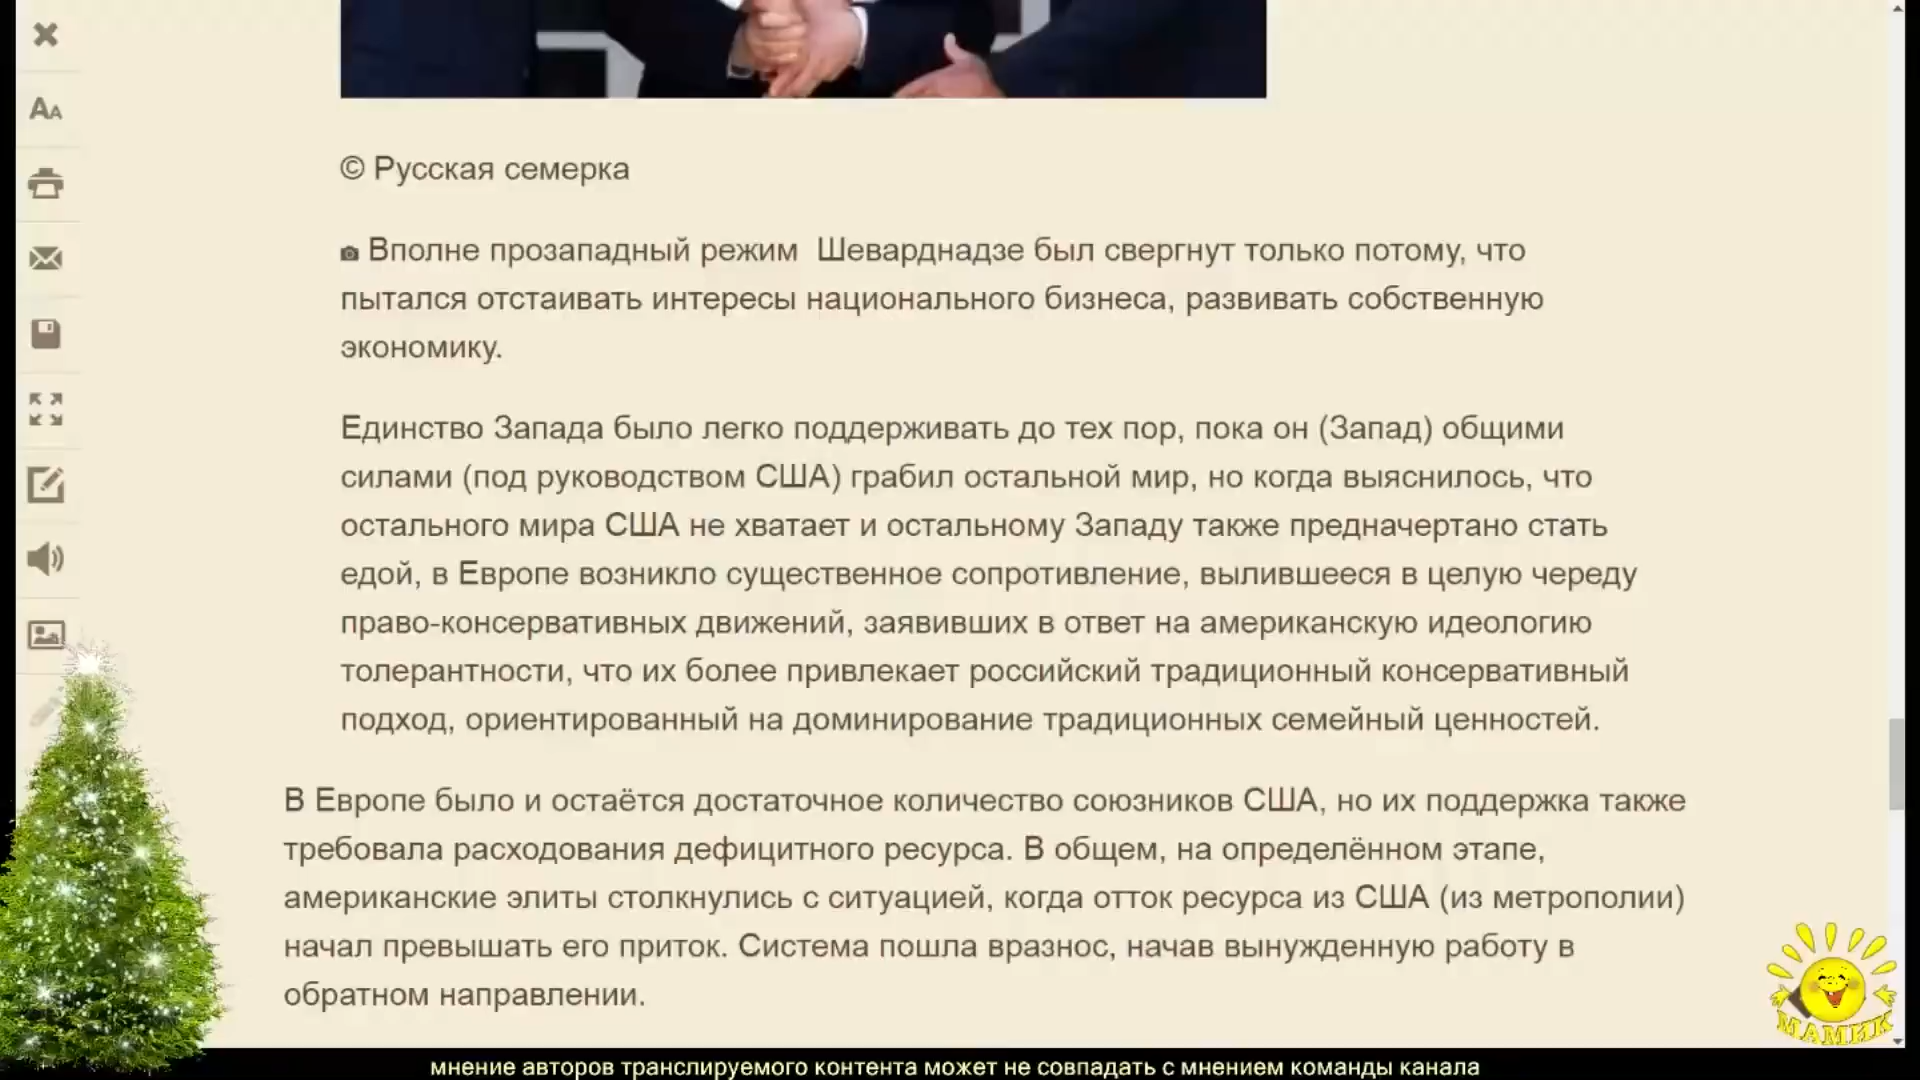 © Русская семерка
Вполне прозападный режим Шеварднадзе был свергнут только потому, что
пытался отстаивать интересы национального бизнеса, развивать собственную
экономику.
Единство Запада было легко поддерживать до тех пор, пока он (Запад) общими
силами (под руководством США) грабил остальной мир, но когда выяснилось, что
остального мира США не хватает и остальному Западу также предначертано стать
едой, в Европе возникло существенное сопротивление, вылившееся в целую череду
право-консервативных движений, заявивших в ответ на американскую идеологию
толерантности, что их более привлекает российский традиционный консервативный
подход, ориентированный на доминирование традиционных семейный ценностей.
В Европе было и остаётся достаточное количество союзников США, но их поддержка также
требовала расходования дефицитного ресурса. В общем, на определённом этапе,
американские элиты столкнулись с ситуацией, когда отток ресурса из США (из метрополии)
начал превышать его приток. Система пошла вразнос, начав вынужденную работу в
обратном направлении.
МАМИК
мнение авторов транслируемого контента может не совпадать с мнением команды канала